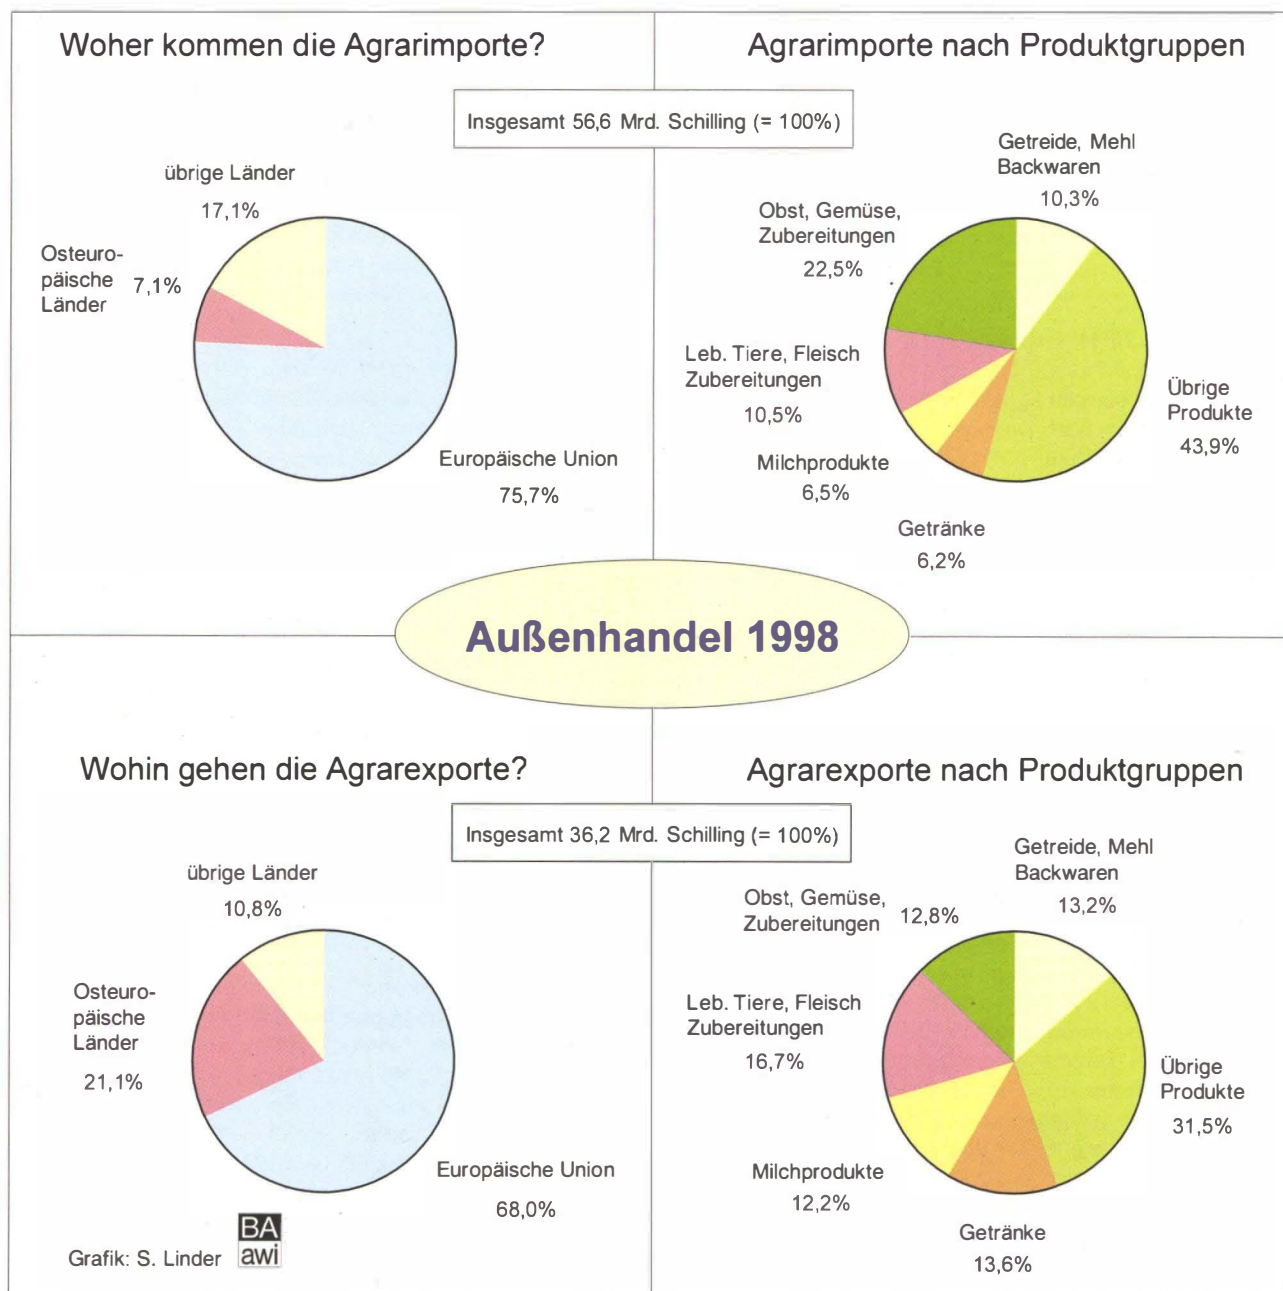 Woher kommen die Agrarimporte?
Agrarimporte nach Produktgruppen
Insgesamt 56,6 Mrd. Schilling (= 100%)
übrige Länder
17,1%
Osteuro-
päische
Länder
7,1%
Europäische Union
75,7%
Getreide, Mehl
Backwaren
10,3%
Obst, Gemüse,
Zubereitungen
22,5%
Leb. Tiere, Fleisch
Zubereitungen
10,5%
Übrige
Produkte
43,9%
Milchprodukte
6,5%
Getränke
6,2%
Außenhandel 1998
Wohin gehen die Agrarexporte?
Agrarexporte nach Produktgruppen
Insgesamt 36,2 Mrd. Schilling (= 100%)
übrige Länder
10,8%
Osteuro-
päische
Länder
21,1%
Europäische Union
68,0%
Getreide, Mehl
Backwaren
13,2%
Obst, Gemüse,
Zubereitungen
12,8%
Leb. Tiere, Fleisch
Zubereitungen
16,7%
Übrige
Produkte
31,5%
Milchprodukte
12,2%
Getränke
13,6%
Grafik: S. Linder
BA
awi